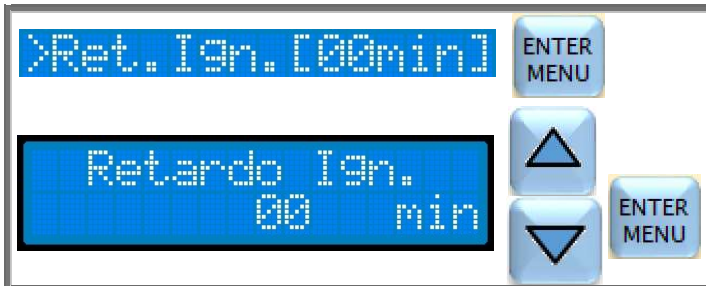 >Ret.Ign.[00min]
ENTER
MENU
Retardo Ign.
00 min
ENTER
MENU